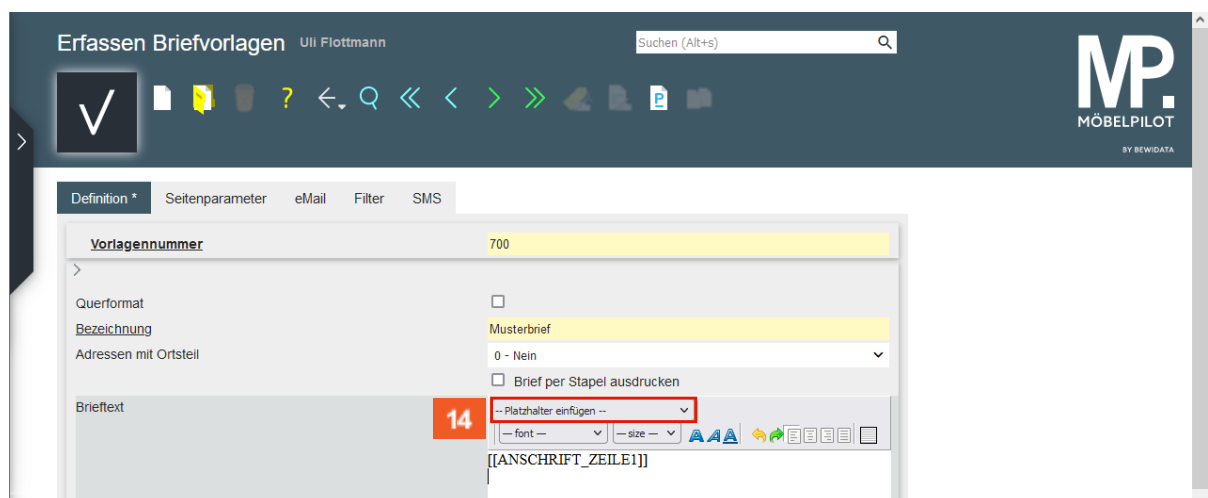 Erfassen Briefvorlagen Uli Flottmann
Suchen (Alt+s)
MP.
MÖBELPILOT
BY BEWIDATA
Definition * Seitenparameter eMail Filter SMS
Vorlagennummer 700
Querformat
Bezeichnung Musterbrief
Adressen mit Ortsteil 0 - Nein
Brief per Stapel ausdrucken
Brieftext 14 -- Platzhalter einfügen --
— font — — size — A A A
[[ANSCHRIFT_ZEILE1]]